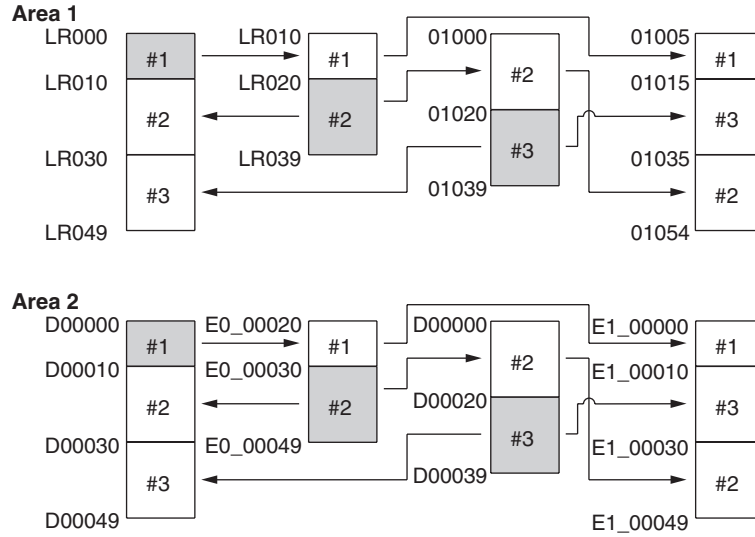 Area 1
LR000 LR010 01000 01005
#1 #1 #2 #1
LR010 LR020 01020 01015
#2 #2 #3 #3
LR030 LR039 01039 01035
#3 #2
LR049 01054
Area 2
D00000 E0_00020 D00000 E1_00000
#1 #1 #2 #1
D00010 E0_00030 D00020 E1_00010
#2 #2 #3 #3
D00030 E0_00049 D00039 E1_00030
#3 #2
D00049 E1_00049